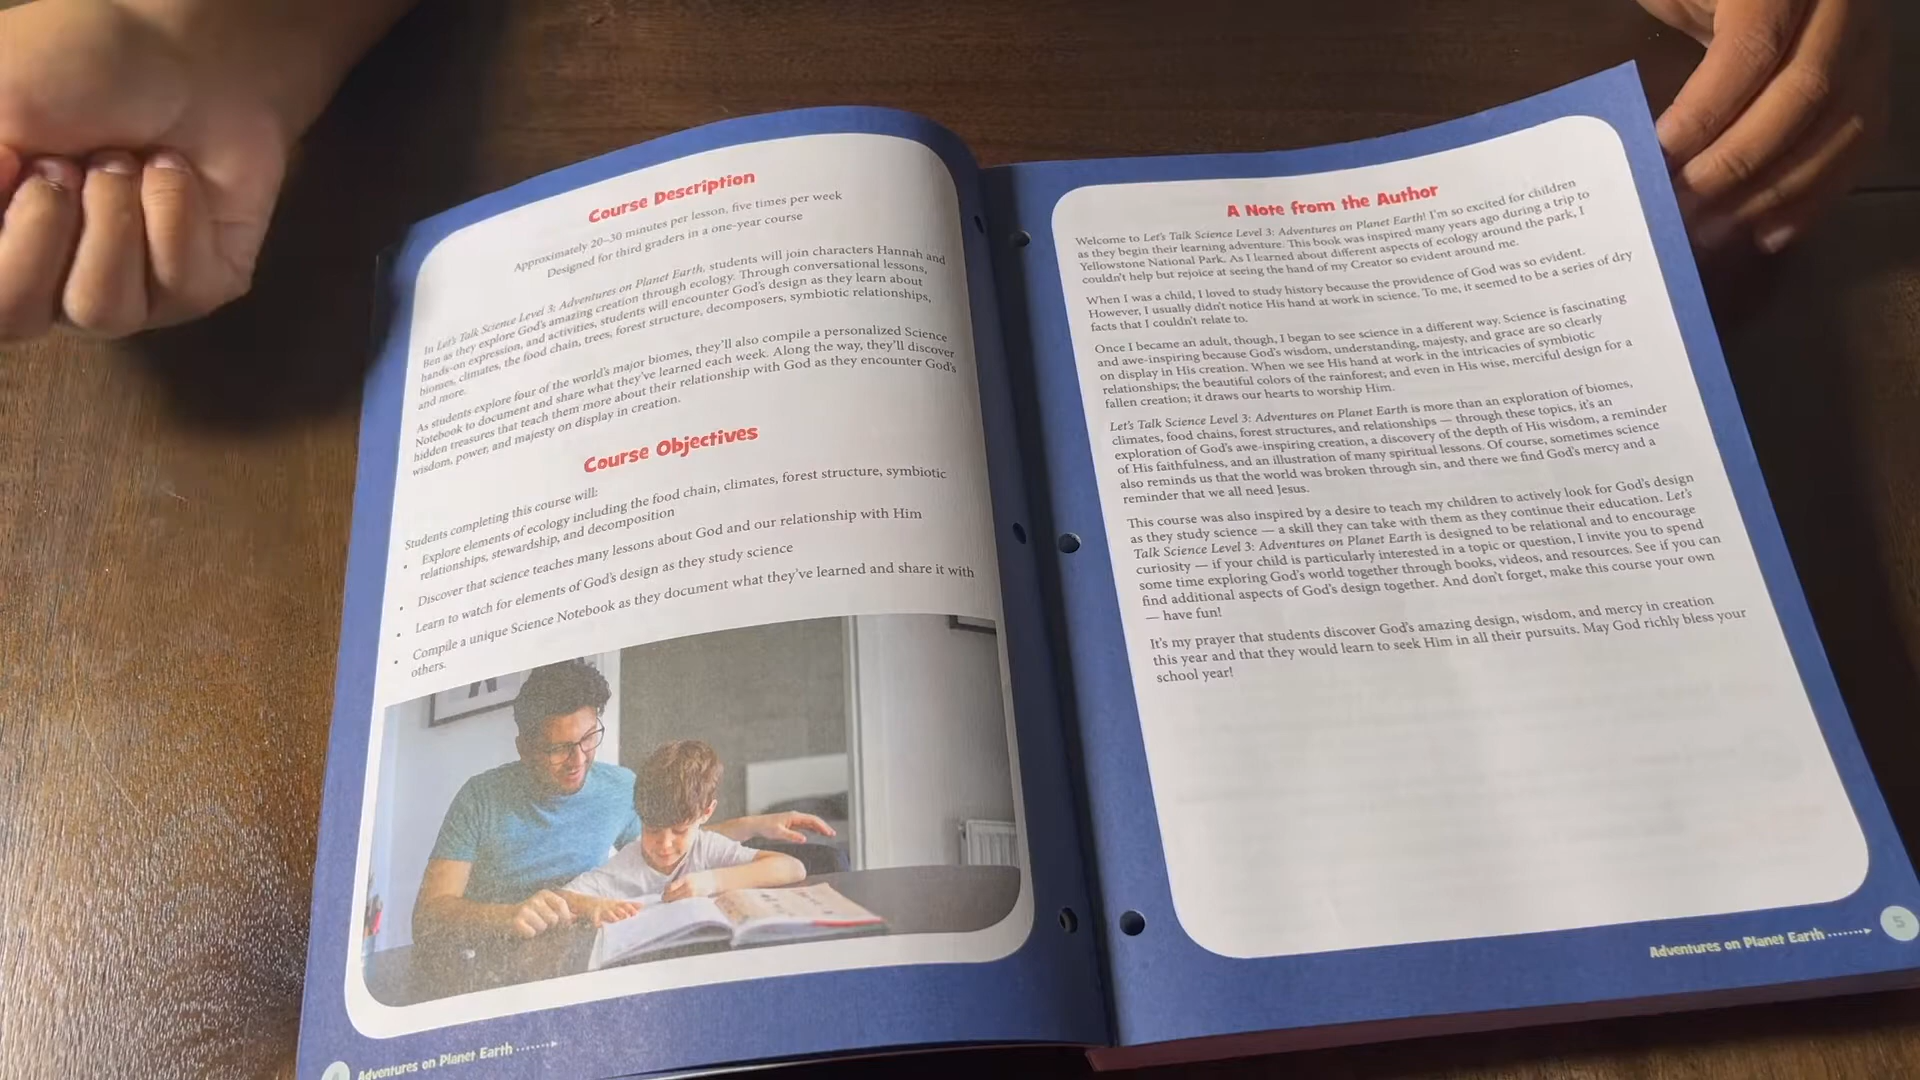 Course Description
Approximately 20–30 minutes per lesson, five times per week
Designed for third graders in a one-year course
In Let's Talk Science Level 3: Adventures on Planet Earth, students will join characters Hannah and
Ben as they explore God's amazing creation through ecology. Through conversational lessons,
hands-on expression, and activities, students will encounter God's design as they learn about
biomes, climates, the food chain, trees, forest structure, decomposers, symbiotic relationships,
and more.
As students explore four of the world's major biomes, they'll also compile a personalized Science
Notebook to document and share what they've learned each week. Along the way, they'll discover
hidden treasures that teach them more about their relationship with God as they encounter God's
wisdom, power, and majesty on display in creation.
Course Objectives
Students completing this course will:
• Explore elements of ecology including the food chain, climates, forest structure, symbiotic
relationships, stewardship, and decomposition
• Discover that science teaches many lessons about God and our relationship with Him
• Learn to watch for elements of God's design as they study science
• Compile a unique Science Notebook as they document what they've learned and share it with
others.
Adventures on Planet Earth
A Note from the Author
Welcome to Let's Talk Science Level 3: Adventures on Planet Earth! I'm so excited for children
as they begin their learning adventure. This book was inspired many years ago during a trip to
Yellowstone National Park. As I learned about different aspects of ecology around the park, I
couldn't help but rejoice at seeing the hand of my Creator so evident around me.
When I was a child, I loved to study history because the providence of God was so evident.
However, I usually didn't notice His hand at work in science. To me, it seemed to be a series of dry
facts that I couldn't relate to.
Once I became an adult, though, I began to see science in a different way. Science is fascinating
and awe-inspiring because God's wisdom, understanding, majesty, and grace are so clearly
on display in His creation. When we see His hand at work in the intricacies of symbiotic
relationships; the beautiful colors of the rainforest; and even in His wise, merciful design for a
fallen creation; it draws our hearts to worship Him.
Let's Talk Science Level 3: Adventures on Planet Earth is more than an exploration of biomes,
climates, food chains, forest structures, and relationships — through these topics, it's an
exploration of God's awe-inspiring creation, a discovery of the depth of His wisdom, a reminder
of His faithfulness, and an illustration of many spiritual lessons. Of course, sometimes science
also reminds us that the world was broken through sin, and there we find God's mercy and a
reminder that we all need Jesus.
This course was also inspired by a desire to teach my children to actively look for God's design
as they study science — a skill they can take with them as they continue their education. Let's
Talk Science Level 3: Adventures on Planet Earth is designed to be relational and to encourage
curiosity — if your child is particularly interested in a topic or question, I invite you to spend
some time exploring God's world together through books, videos, and resources. See if you can
find additional aspects of God's design together. And don't forget, make this course your own
— have fun!
It's my prayer that students discover God's amazing design, wisdom, and mercy in creation
this year and that they would learn to seek Him in all their pursuits. May God richly bless your
school year!
Adventures on Planet Earth
5